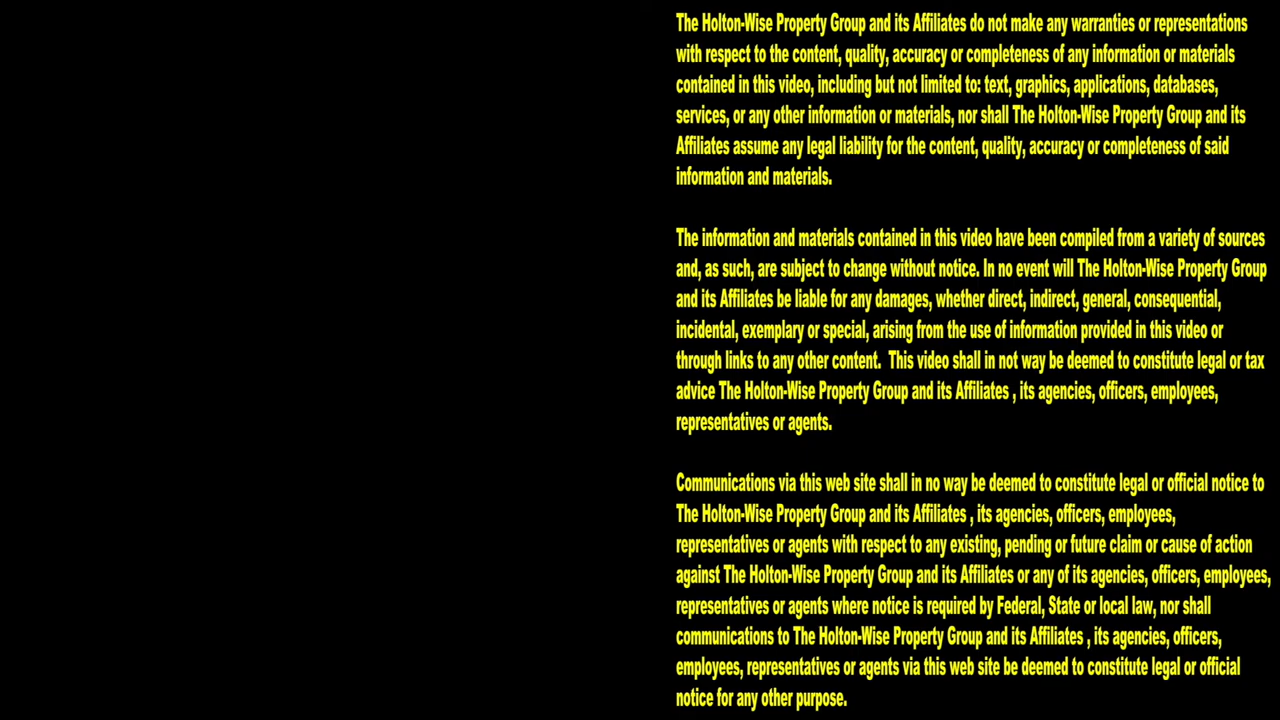 The Holton-Wise Property Group and its Affiliates do not make any warranties or representations
with respect to the content, quality, accuracy or completeness of any information or materials
contained in this video, including but not limited to: text, graphics, applications, databases,
services, or any other information or materials, nor shall The Holton-Wise Property Group and its
Affiliates assume any legal liability for the content, quality, accuracy or completeness of said
information and materials.
The information and materials contained in this video have been compiled from a variety of sources
and, as such, are subject to change without notice. In no event will The Holton-Wise Property Group
and its Affiliates be liable for any damages, whether direct, indirect, general, consequential,
incidental, exemplary or special, arising from the use of information provided in this video or
through links to any other content.  This video shall in not way be deemed to constitute legal or tax
advice The Holton-Wise Property Group and its Affiliates , its agencies, officers, employees,
representatives or agents.
Communications via this web site shall in no way be deemed to constitute legal or official notice to
The Holton-Wise Property Group and its Affiliates , its agencies, officers, employees,
representatives or agents with respect to any existing, pending or future claim or cause of action
against The Holton-Wise Property Group and its Affiliates or any of its agencies, officers, employees,
representatives or agents where notice is required by Federal, State or local law, nor shall
communications to The Holton-Wise Property Group and its Affiliates , its agencies, officers,
employees, representatives or agents via this web site be deemed to constitute legal or official
notice for any other purpose.